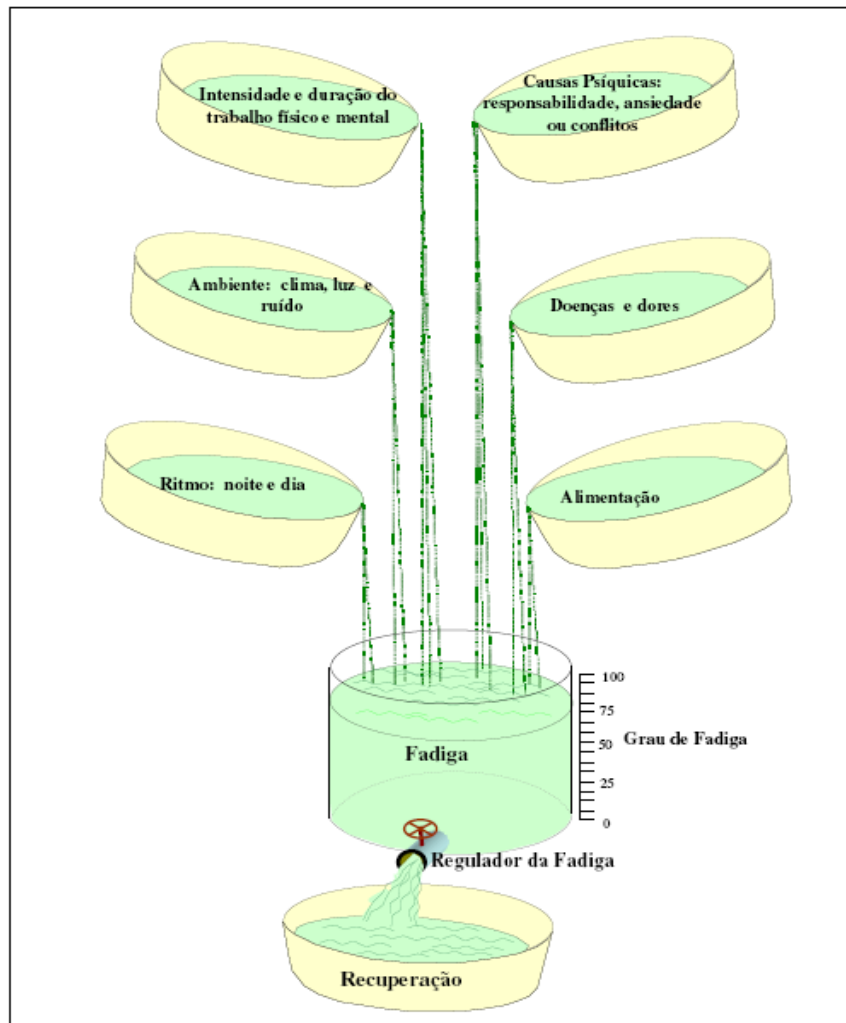 Intensidade e duração do
trabalho físico e mental
Causas Psíquicas:
responsabilidade, ansiedade
ou conflitos
Ambiente: clima, luz e
ruído
Doenças e dores
Ritmo: noite e dia
Alimentação
100
75
50
25
0
Grau de Fadiga
Fadiga
Regulador da Fadiga
Recuperação